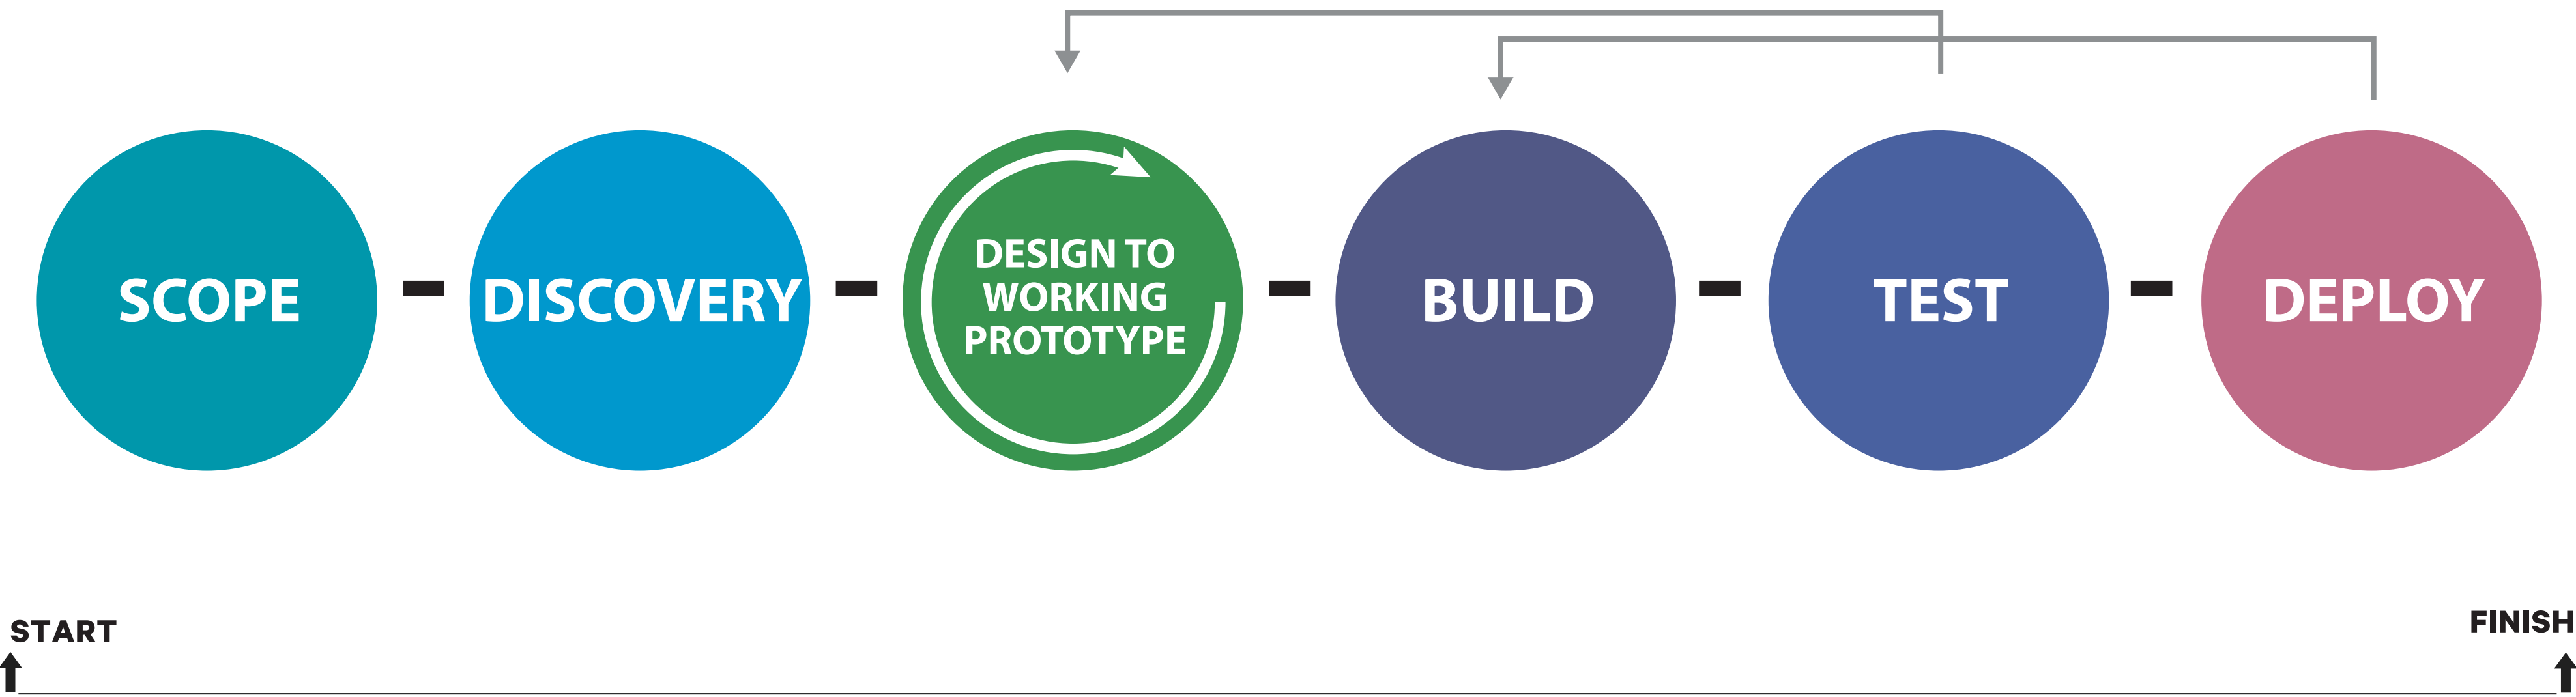 SCOPE
DISCOVERY
DESIGN TO
WORKING
PROTOTYPE
BUILD
TEST
DEPLOY
START
FINISH